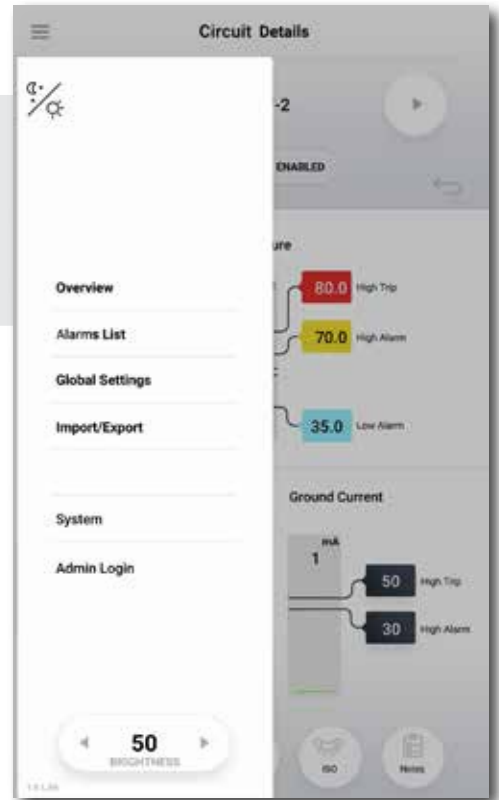 Circuit Details
-2
ENABLED
ure
80.0 High Trip
70.0 High Alarm
35.0 Low Alarm
Overview
Alarms List
Global Settings
Import/Export
System
Admin Login
Ground Current
mA
1
50 High Trip
30 High Alarm
50
BRIGHTNESS
ISO
Notes